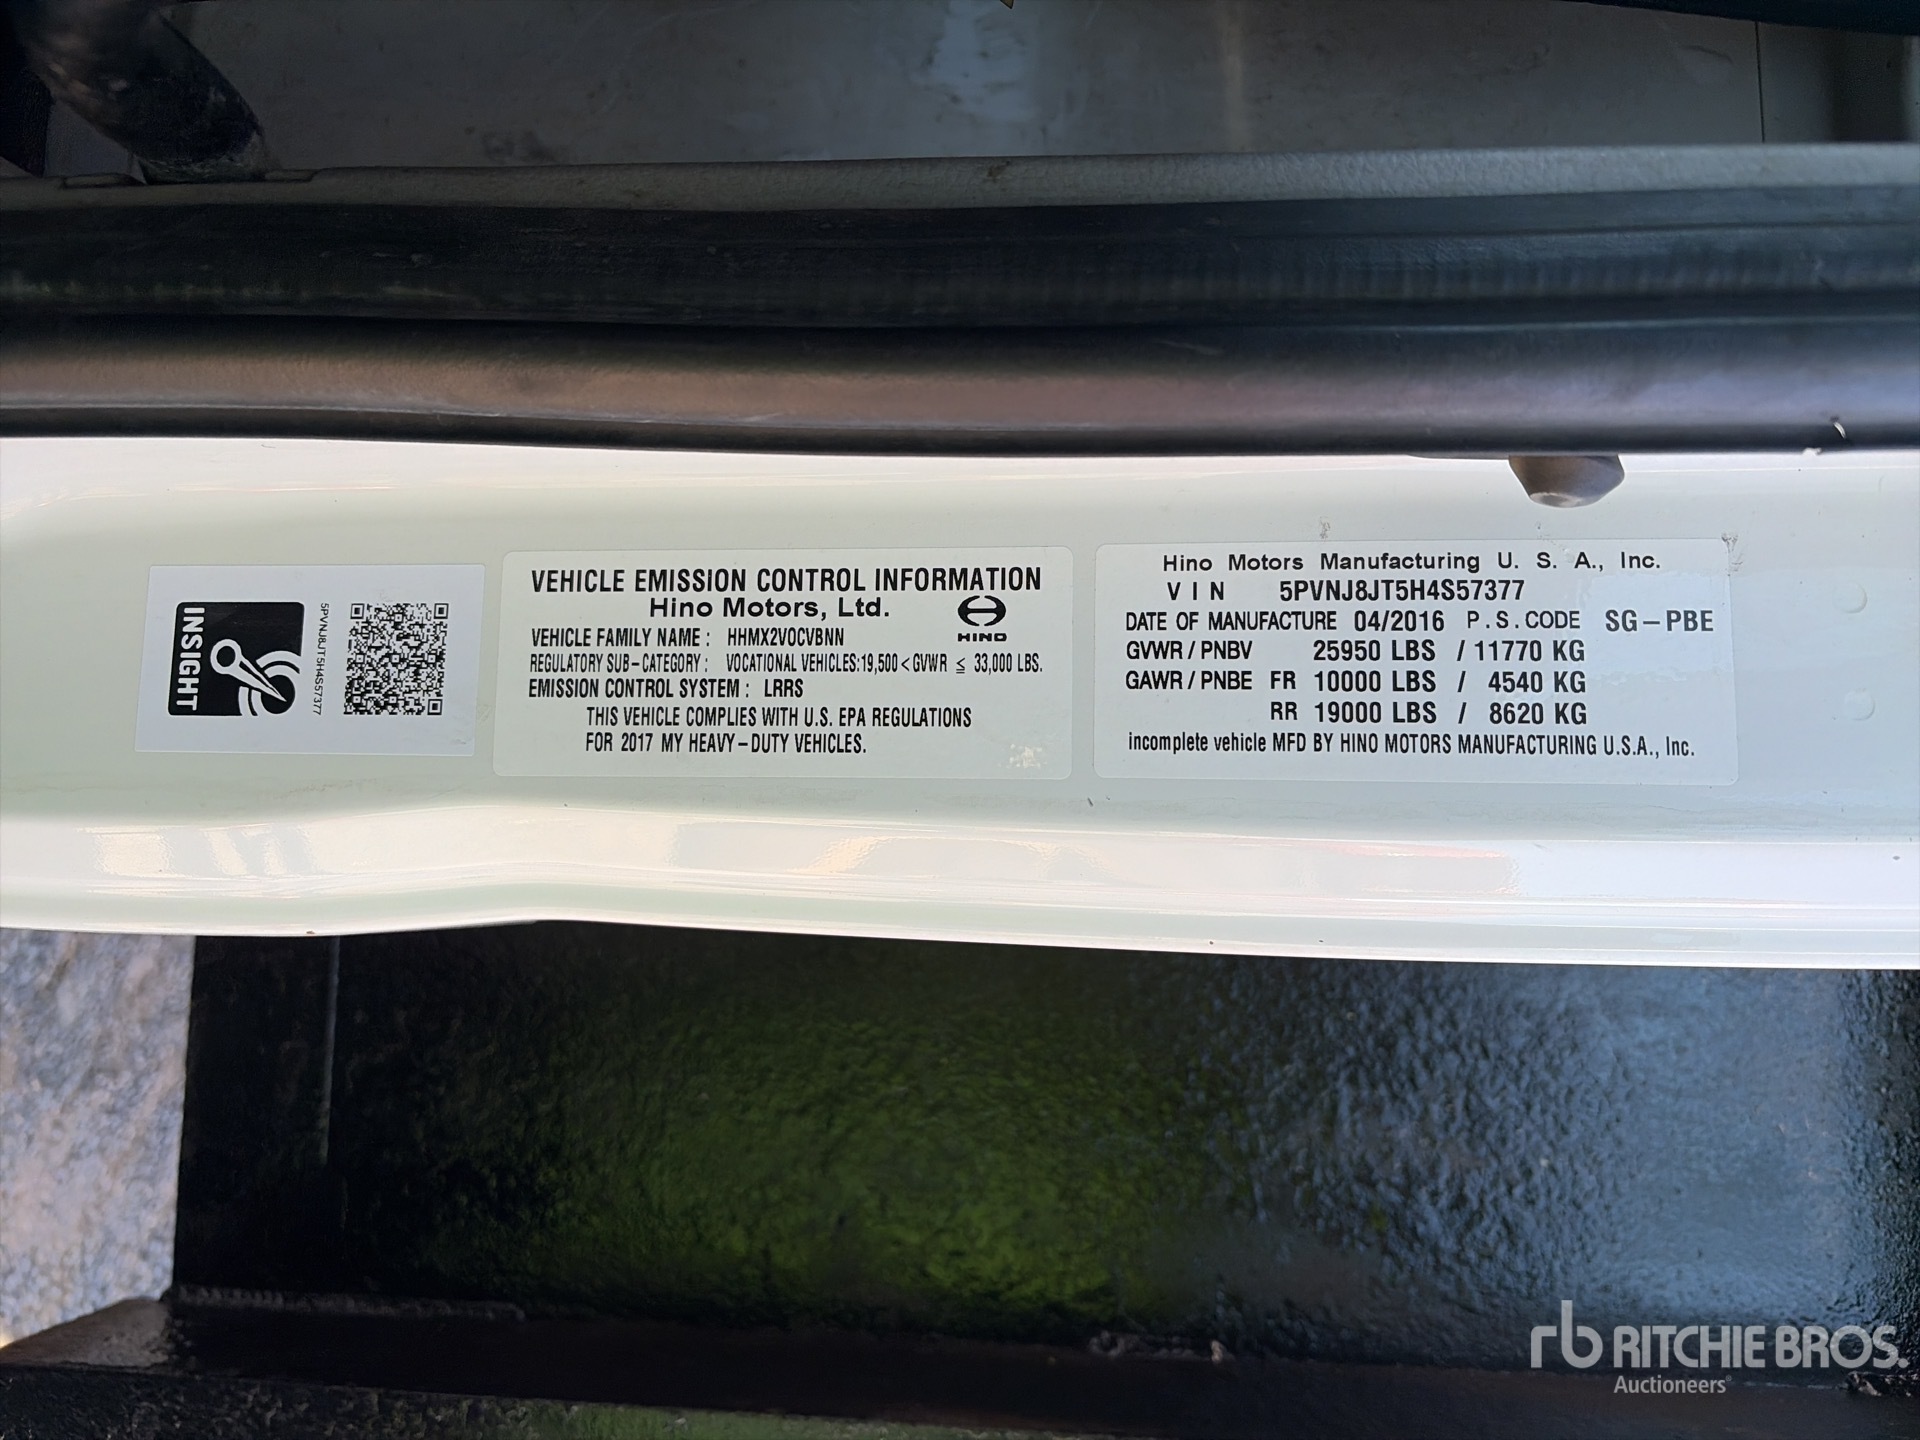 INSIGHT
5PVNJ8JT5H4S57377
VEHICLE EMISSION CONTROL INFORMATION
Hino Motors, Ltd.
HINO
VEHICLE FAMILY NAME : HHMX2VOCVBNN
REGULATORY SUB-CATEGORY : VOCATIONAL VEHICLES:19,500 < GVWR ≦ 33,000 LBS.
EMISSION CONTROL SYSTEM : LRRS
THIS VEHICLE COMPLIES WITH U.S. EPA REGULATIONS
FOR 2017 MY HEAVY-DUTY VEHICLES.
Hino Motors Manufacturing U. S. A., Inc.
VIN 5PVNJ8JT5H4S57377
DATE OF MANUFACTURE 04/2016 P.S.CODE SG-PBE
GVWR / PNBV 25950 LBS / 11770 KG
GAWR / PNBE FR 10000 LBS / 4540 KG
RR 19000 LBS / 8620 KG
incomplete vehicle MFD BY HINO MOTORS MANUFACTURING U.S.A., Inc.
rb RITCHIE BROS.
Auctioneers